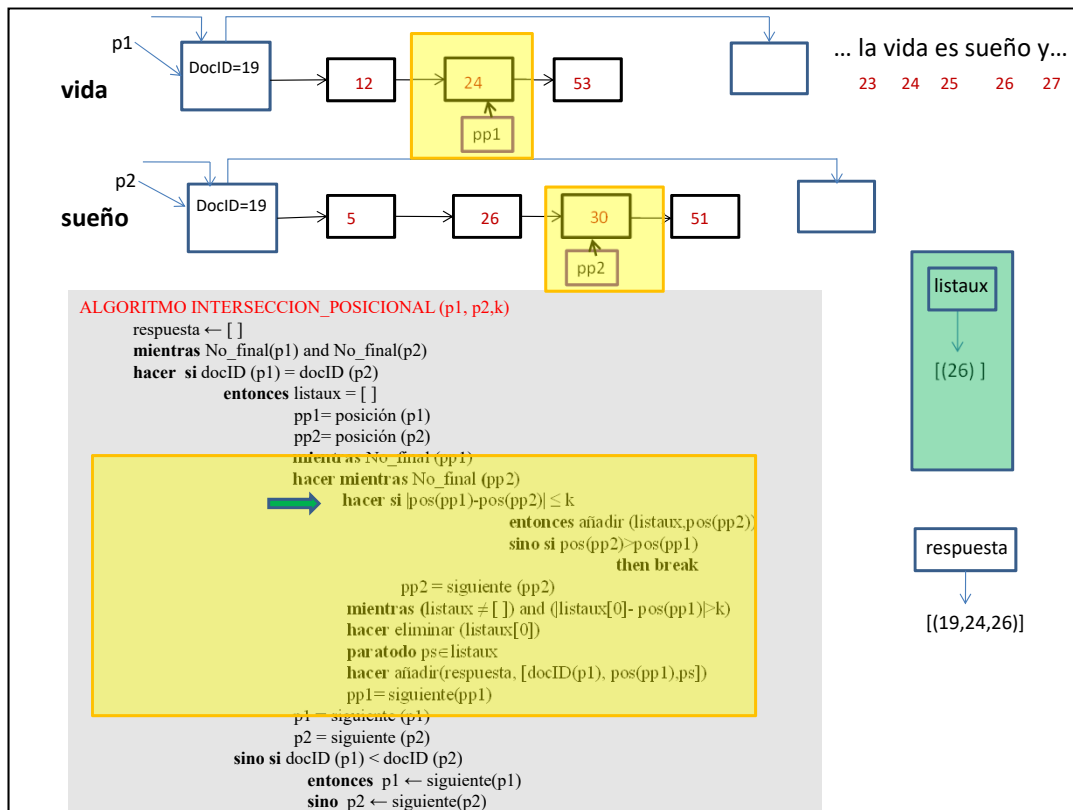 p1
DocID=19
vida
12
24
53
pp1
... la vida es sueño y...
23 24 25 26 27
p2
DocID=19
sueño
5
26
30
51
pp2
listaux
[(26) ]
respuesta
[(19,24,26)]
ALGORITMO INTERSECCION_POSICIONAL (p1, p2,k)
respuesta ← [ ]
mientras No_final(p1) and No_final(p2)
hacer si docID (p1) = docID (p2)
entonces listaux = [ ]
pp1= posición (p1)
pp2= posición (p2)
mientras No_final (pp1)
hacer mientras No_final (pp2)
hacer si |pos(pp1)-pos(pp2)| ≤ k
entonces añadir (listaux,pos(pp2))
sino si pos(pp2)>pos(pp1)
then break
pp2 = siguiente (pp2)
mientras (listaux ≠ [ ]) and (|listaux[0]- pos(pp1)|>k)
hacer eliminar (listaux[0])
paratodo ps∈listaux
hacer añadir(respuesta, [docID(p1), pos(pp1),ps])
pp1= siguiente(pp1)
p1 = siguiente (p1)
p2 = siguiente (p2)
sino si docID (p1) < docID (p2)
entonces p1 ← siguiente(p1)
sino p2 ← siguiente(p2)